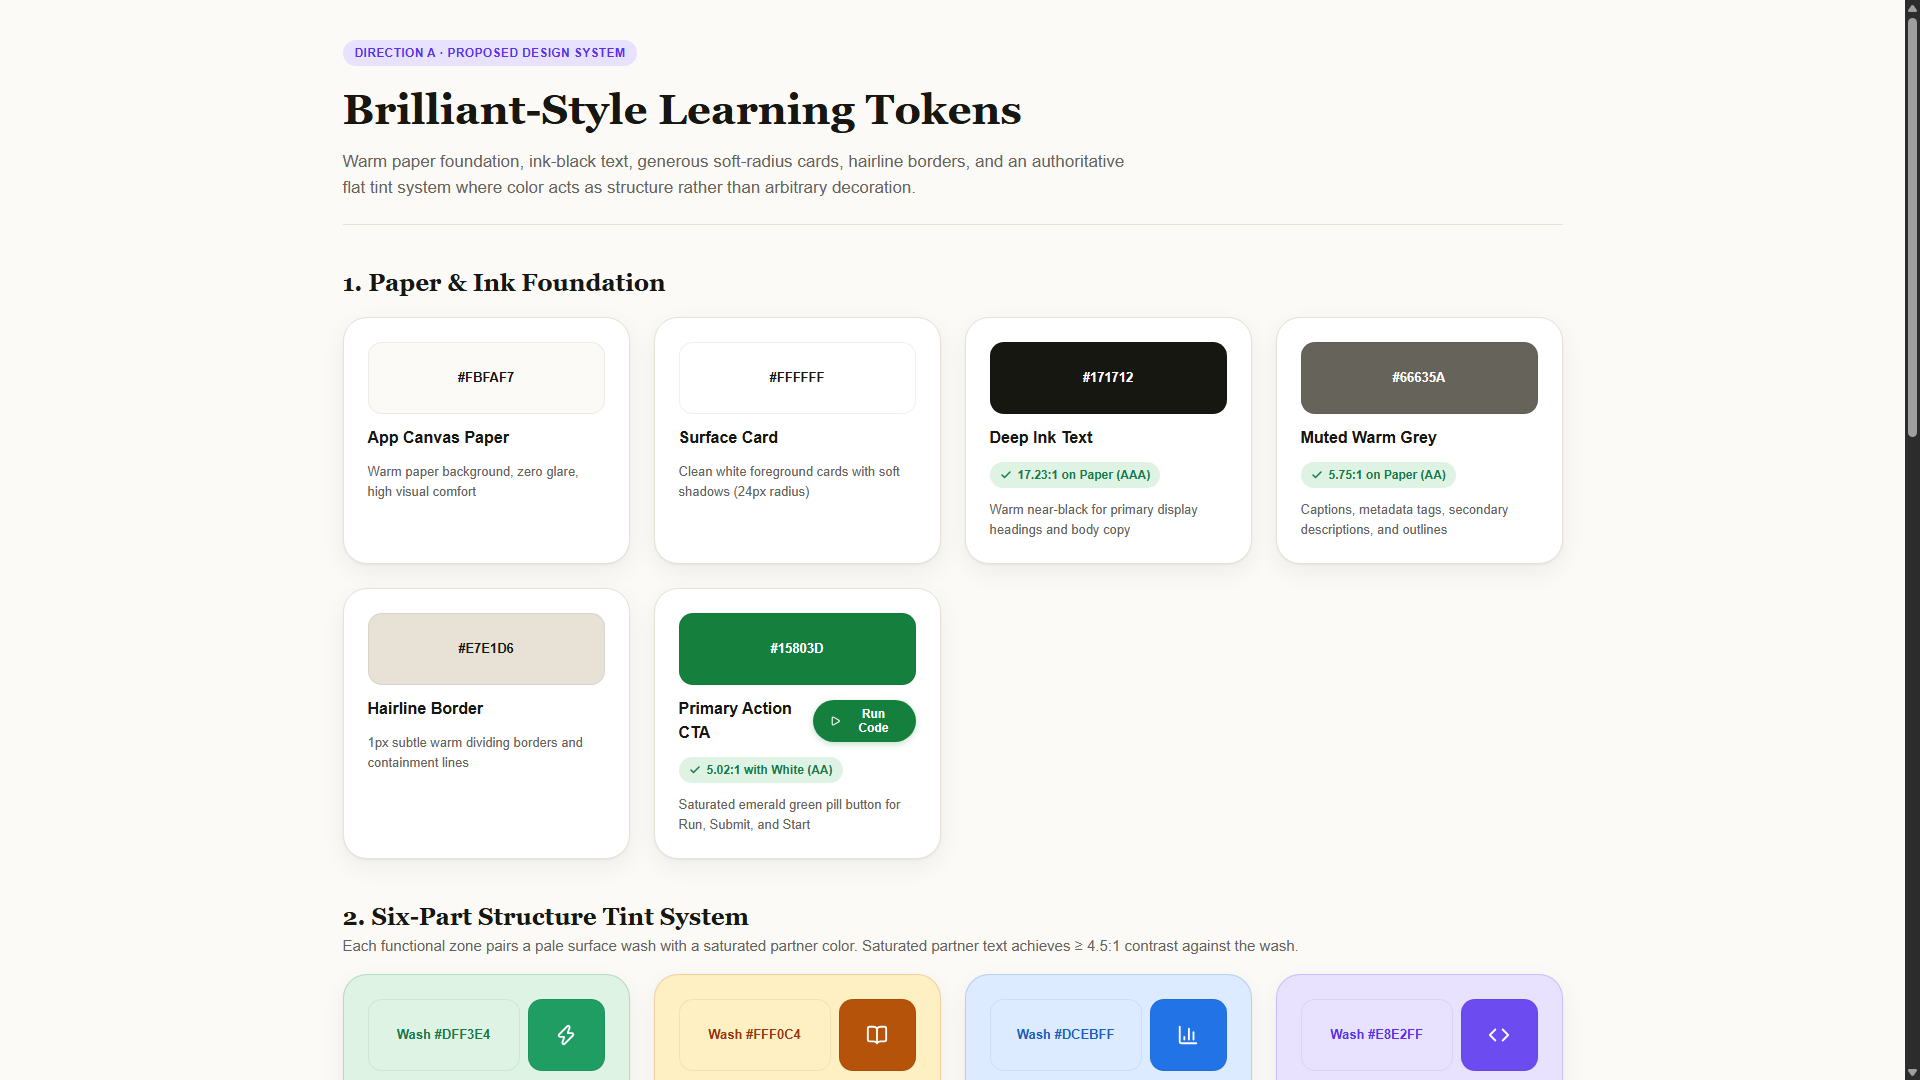 DIRECTION A · PROPOSED DESIGN SYSTEM
Brilliant-Style Learning Tokens
Warm paper foundation, ink-black text, generous soft-radius cards, hairline borders, and an authoritative
flat tint system where color acts as structure rather than arbitrary decoration.
1. Paper & Ink Foundation
#FBFAF7
App Canvas Paper
Warm paper background, zero glare,
high visual comfort
#FFFFFF
Surface Card
Clean white foreground cards with soft
shadows (24px radius)
#171712
Deep Ink Text
17.23:1 on Paper (AAA)
Warm near-black for primary display
headings and body copy
#66635A
Muted Warm Grey
5.75:1 on Paper (AA)
Captions, metadata tags, secondary
descriptions, and outlines
#E7E1D6
Hairline Border
1px subtle warm dividing borders and
containment lines
#15803D
Primary Action
CTA
Run
Code
5.02:1 with White (AA)
Saturated emerald green pill button for
Run, Submit, and Start
2. Six-Part Structure Tint System
Each functional zone pairs a pale surface wash with a saturated partner color. Saturated partner text achieves ≥ 4.5:1 contrast against the wash.
Wash #DFF3E4
Wash #FFF0C4
Wash #DCEBFF
Wash #E8E2FF